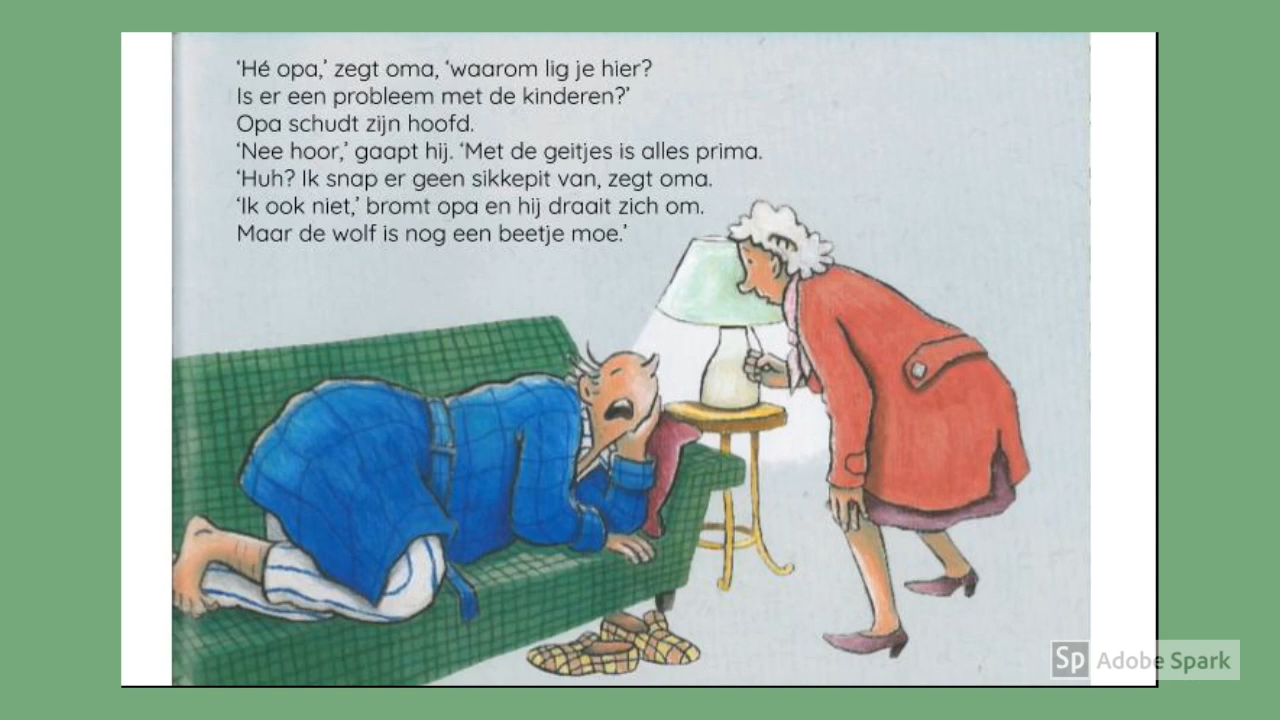 ‘Hé opa,’ zegt oma, ‘waarom lig je hier?
Is er een probleem met de kinderen?’
Opa schudt zijn hoofd.
‘Nee hoor,’ gaapt hij. ‘Met de geitjes is alles prima.
‘Huh? Ik snap er geen sikkepit van, zegt oma.
‘Ik ook niet,’ bromt opa en hij draait zich om.
Maar de wolf is nog een beetje moe.’
Sp Adobe Spark